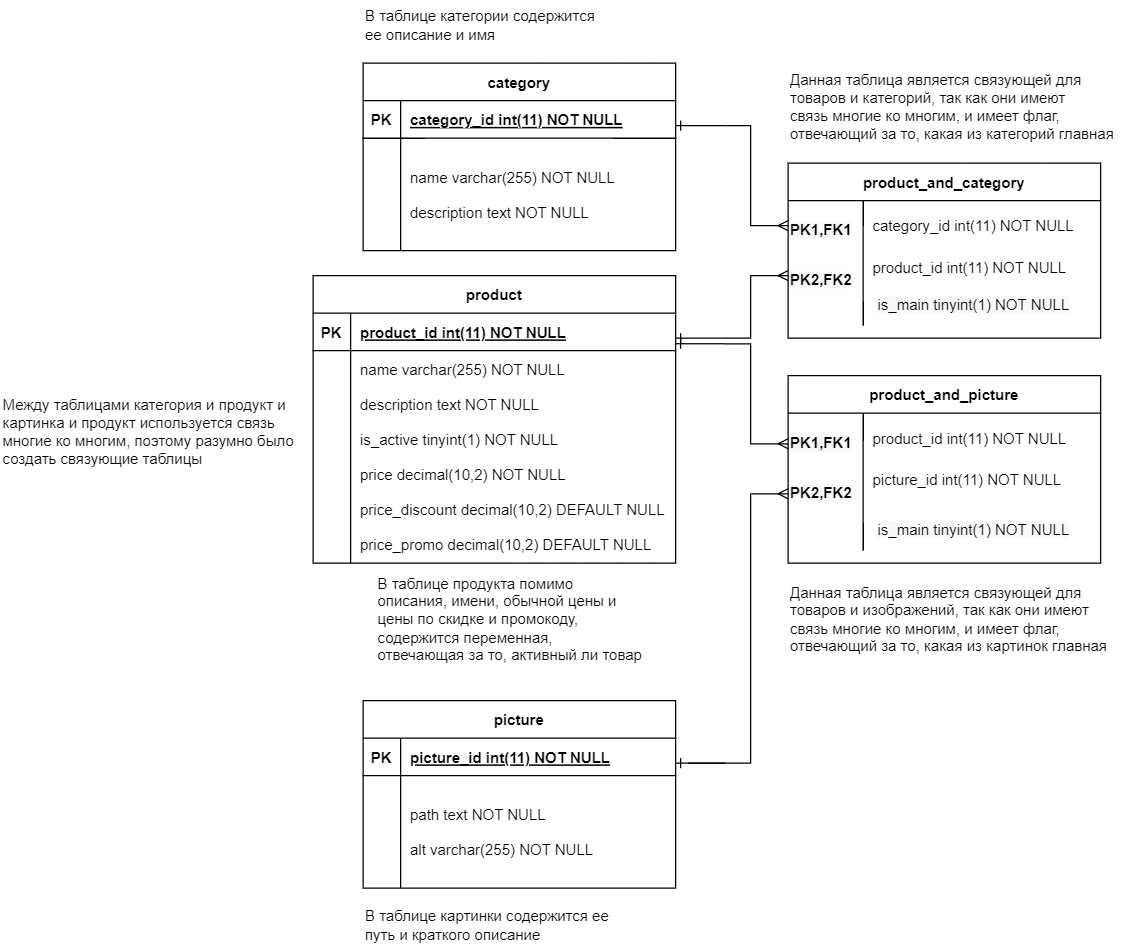 В таблице категории содержится
ее описание и имя
category
PK
category_id int(11) NOT NULL
name varchar(255) NOT NULL
description text NOT NULL
Данная таблица является связующей для
товаров и категорий, так как они имеют
связь многие ко многим, и имеет флаг,
отвечающий за то, какая из категорий главная
product_and_category
PK1,FK1
category_id int(11) NOT NULL
PK2,FK2
product_id int(11) NOT NULL
is_main tinyint(1) NOT NULL
product
PK
product_id int(11) NOT NULL
name varchar(255) NOT NULL
description text NOT NULL
is_active tinyint(1) NOT NULL
price decimal(10,2) NOT NULL
price_discount decimal(10,2) DEFAULT NULL
price_promo decimal(10,2) DEFAULT NULL
Между таблицами категория и продукт и
картинка и продукт используется связь
многие ко многим, поэтому разумно было
создать связующие таблицы
product_and_picture
PK1,FK1
product_id int(11) NOT NULL
PK2,FK2
picture_id int(11) NOT NULL
is_main tinyint(1) NOT NULL
В таблице продукта помимо
описания, имени, обычной цены и
цены по скидке и промокоду,
содержится переменная,
отвечающая за то, активный ли товар
Данная таблица является связующей для
товаров и изображений, так как они имеют
связь многие ко многим, и имеет флаг,
отвечающий за то, какая из картинок главная
picture
PK
picture_id int(11) NOT NULL
path text NOT NULL
alt varchar(255) NOT NULL
В таблице картинки содержится ее
путь и краткого описание